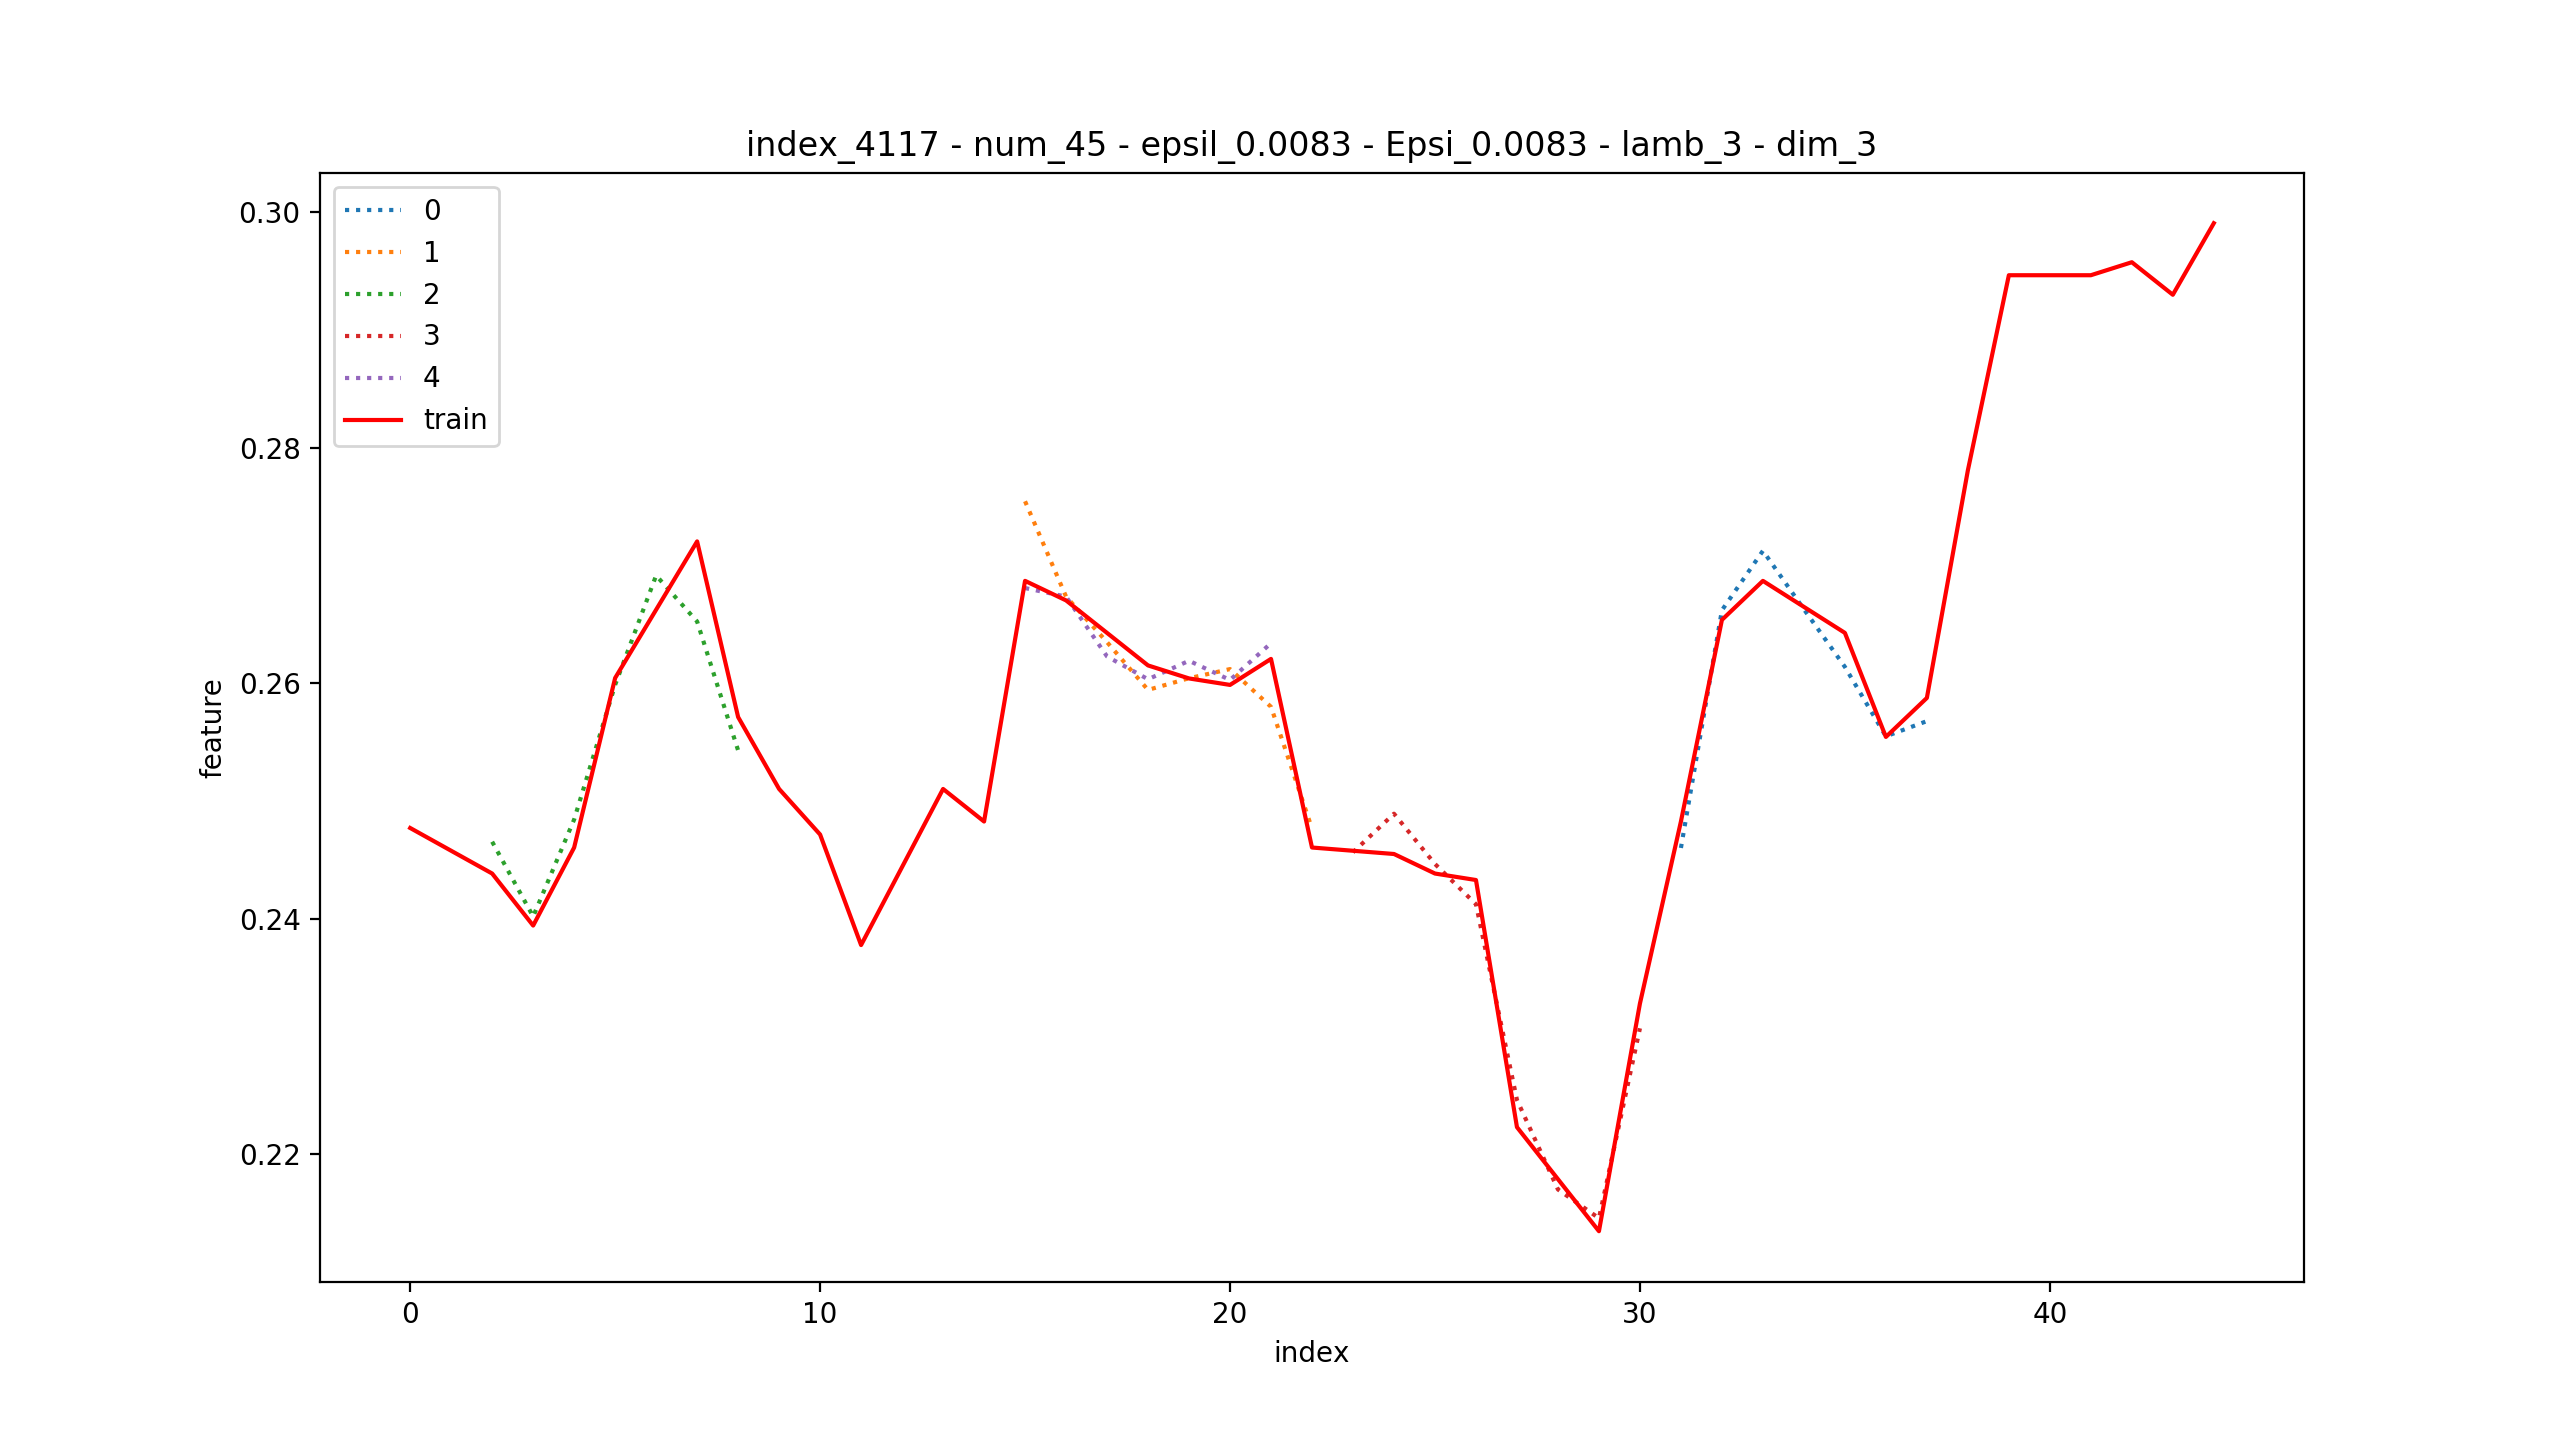 index_4117 - num_45 - epsil_0.0083 - Epsi_0.0083 - lamb_3 - dim_3
0
1
2
3
4
train
0.30
0.28
0.26
0.24
0.22
feature
0 10 20 30 40
index